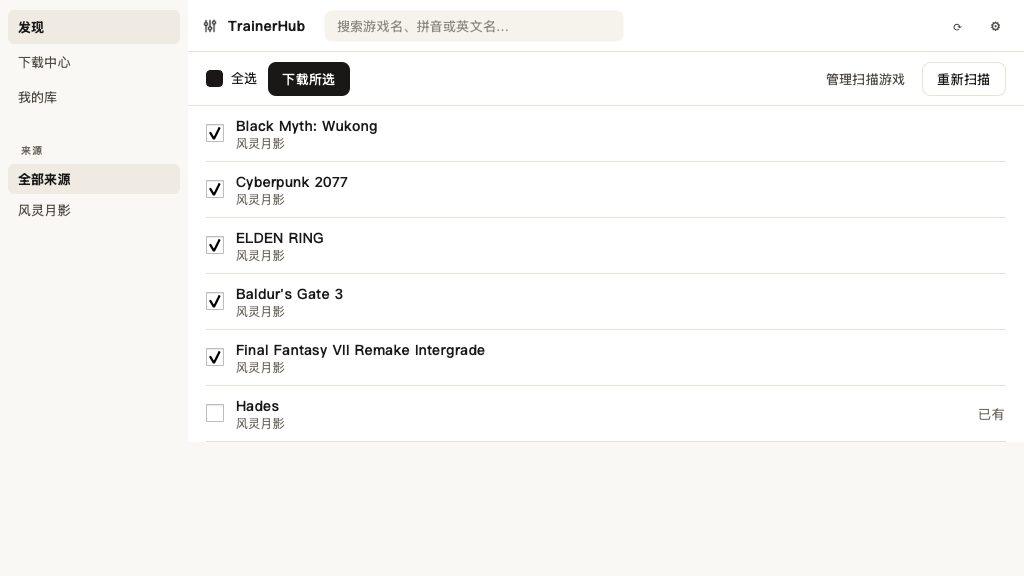 发现
下载中心
我的库
来源
全部来源
风灵月影
TrainerHub
搜索游戏名、拼音或英文名...
全选
下载所选
管理扫描游戏
重新扫描
Black Myth: Wukong
风灵月影
Cyberpunk 2077
风灵月影
ELDEN RING
风灵月影
Baldur's Gate 3
风灵月影
Final Fantasy VII Remake Intergrade
风灵月影
Hades
风灵月影
已有